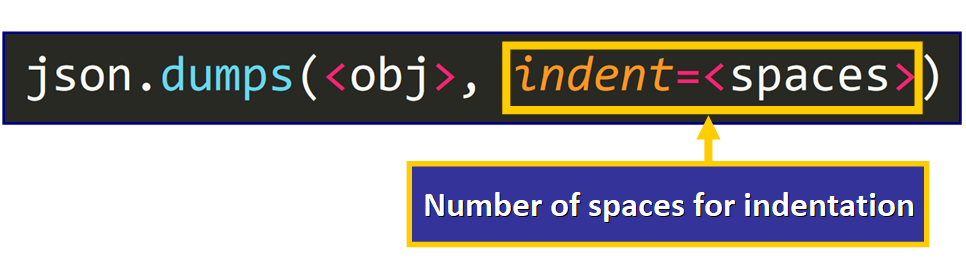 json.dumps(<obj>, indent=<spaces>)
Number of spaces for indentation